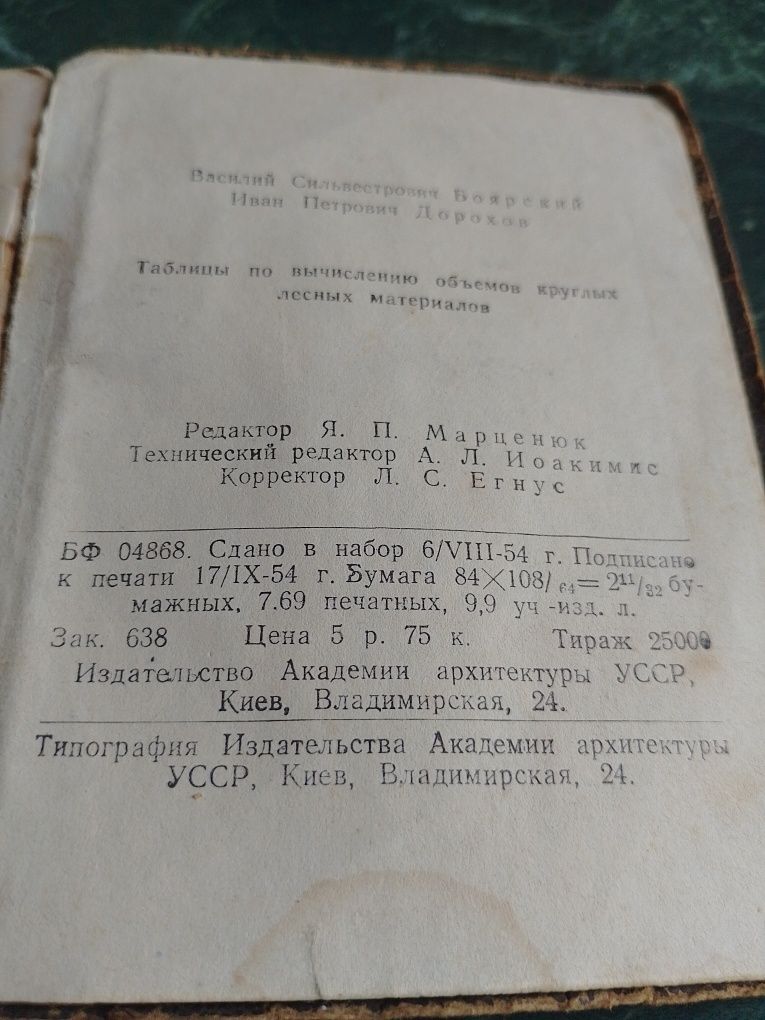 Василий Сильвестрович Боярский
Иван Петрович Дорохов
Таблицы по вычислению объемов круглых
лесных материалов
Редактор Я. П. Марценюк
Технический редактор А. Л. Иоакимис
Корректор Л. С. Егнус
БФ 04868. Сдано в набор 6/VIII-54 г. Подписано
к печати 17/IX-54 г. Бумага 84×108/64=2 11/32 бу-
мажных, 7.69 печатных, 9,9 уч-изд. л.
Зак. 638 Цена 5 р. 75 к. Тираж 25000
Издательство Академии архитектуры УССР,
Киев, Владимирская, 24.
Типография Издательства Академии архитектуры
УССР, Киев, Владимирская, 24.